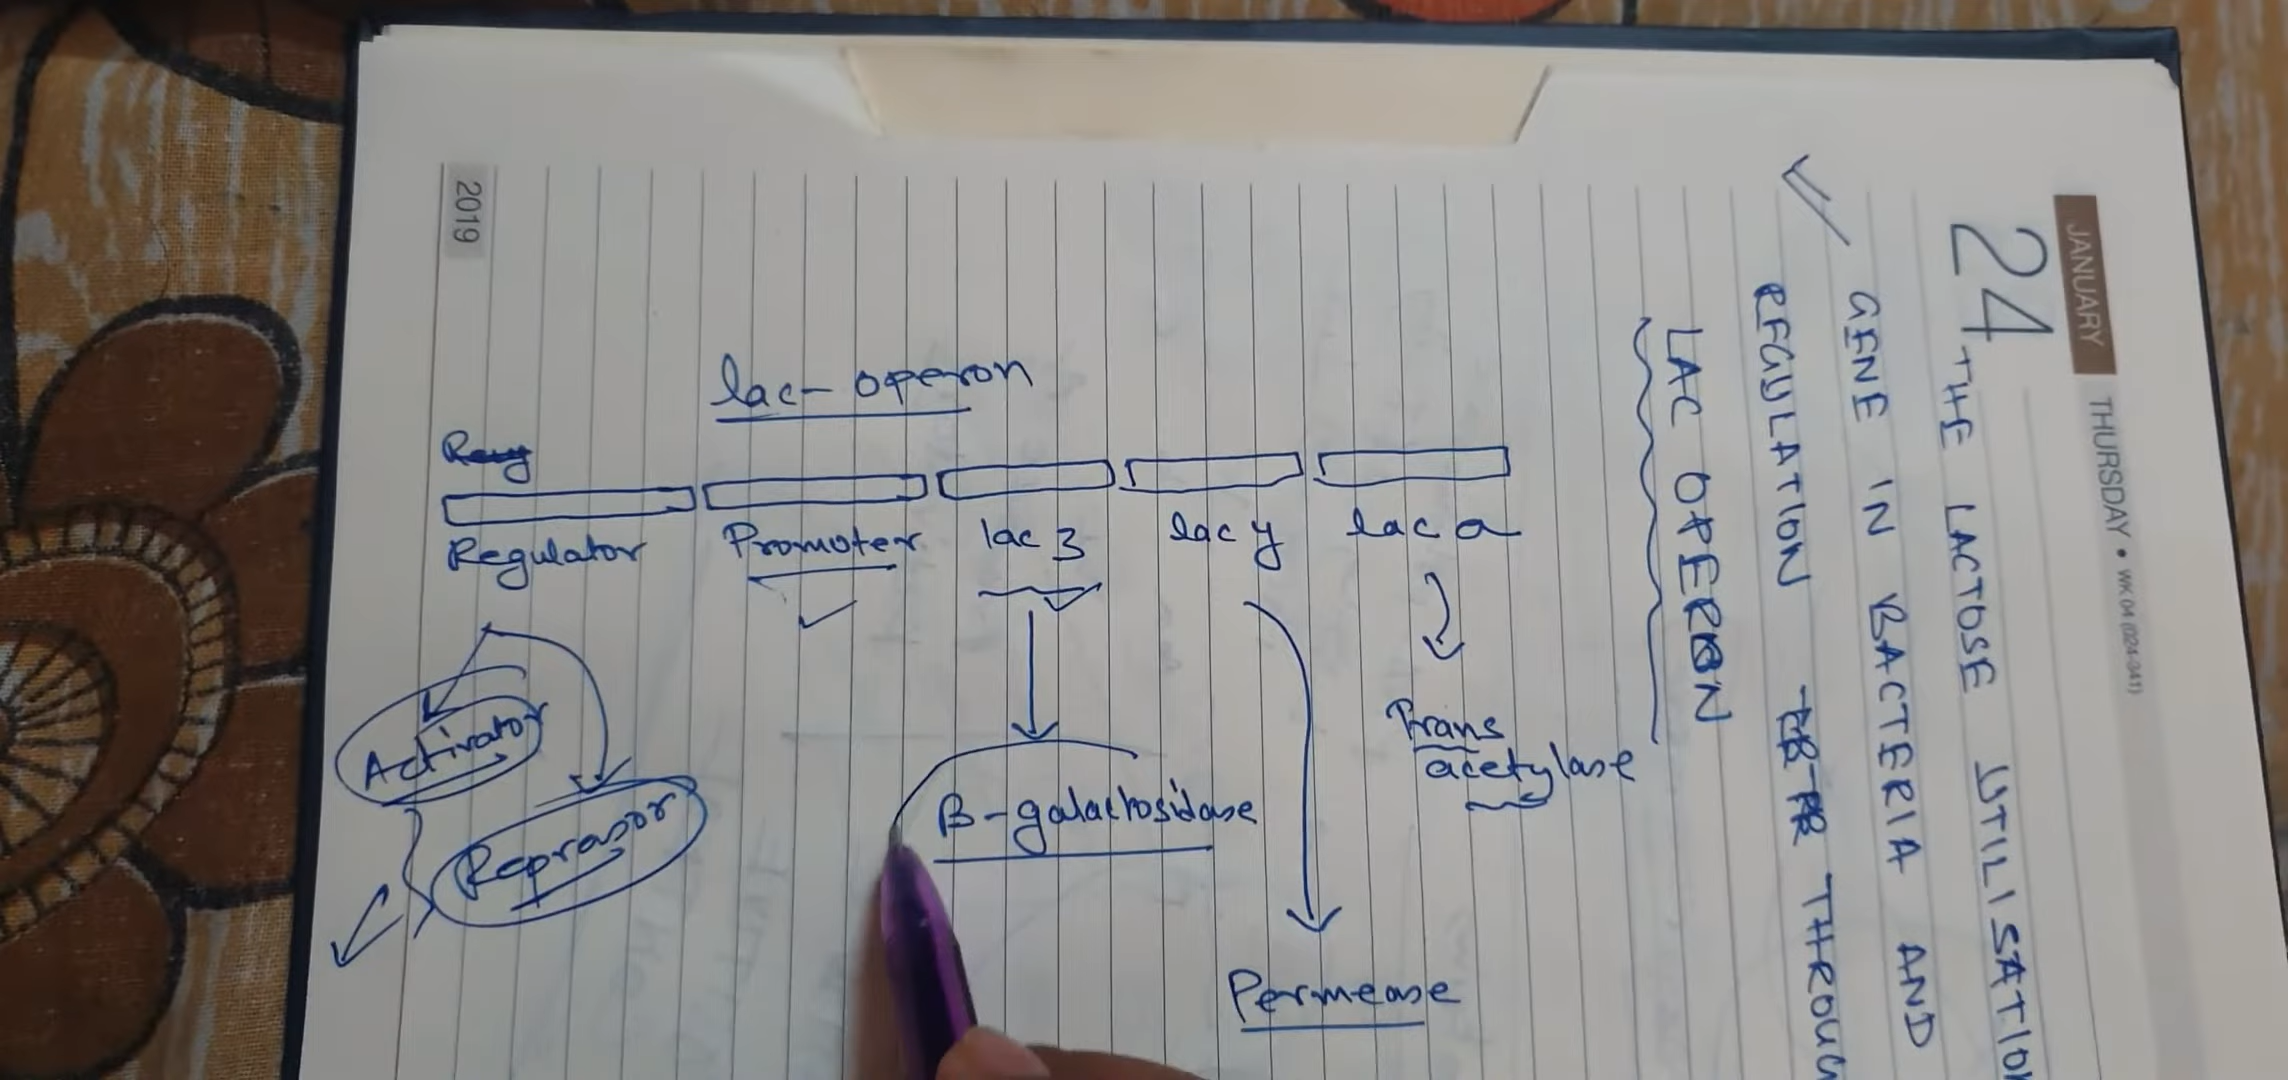 JANUARY
THURSDAY • WK 04 (024-341)
24
THE LACTOSE UTILISATION
GENE IN BACTERIA AND
REGULATION THROUG
LAC OPERON
2019
lac-operon
Regulator Promoter lac z lac y lac a
Activator
Reprasor
β-galactosidase
Permease
Trans
acetylase